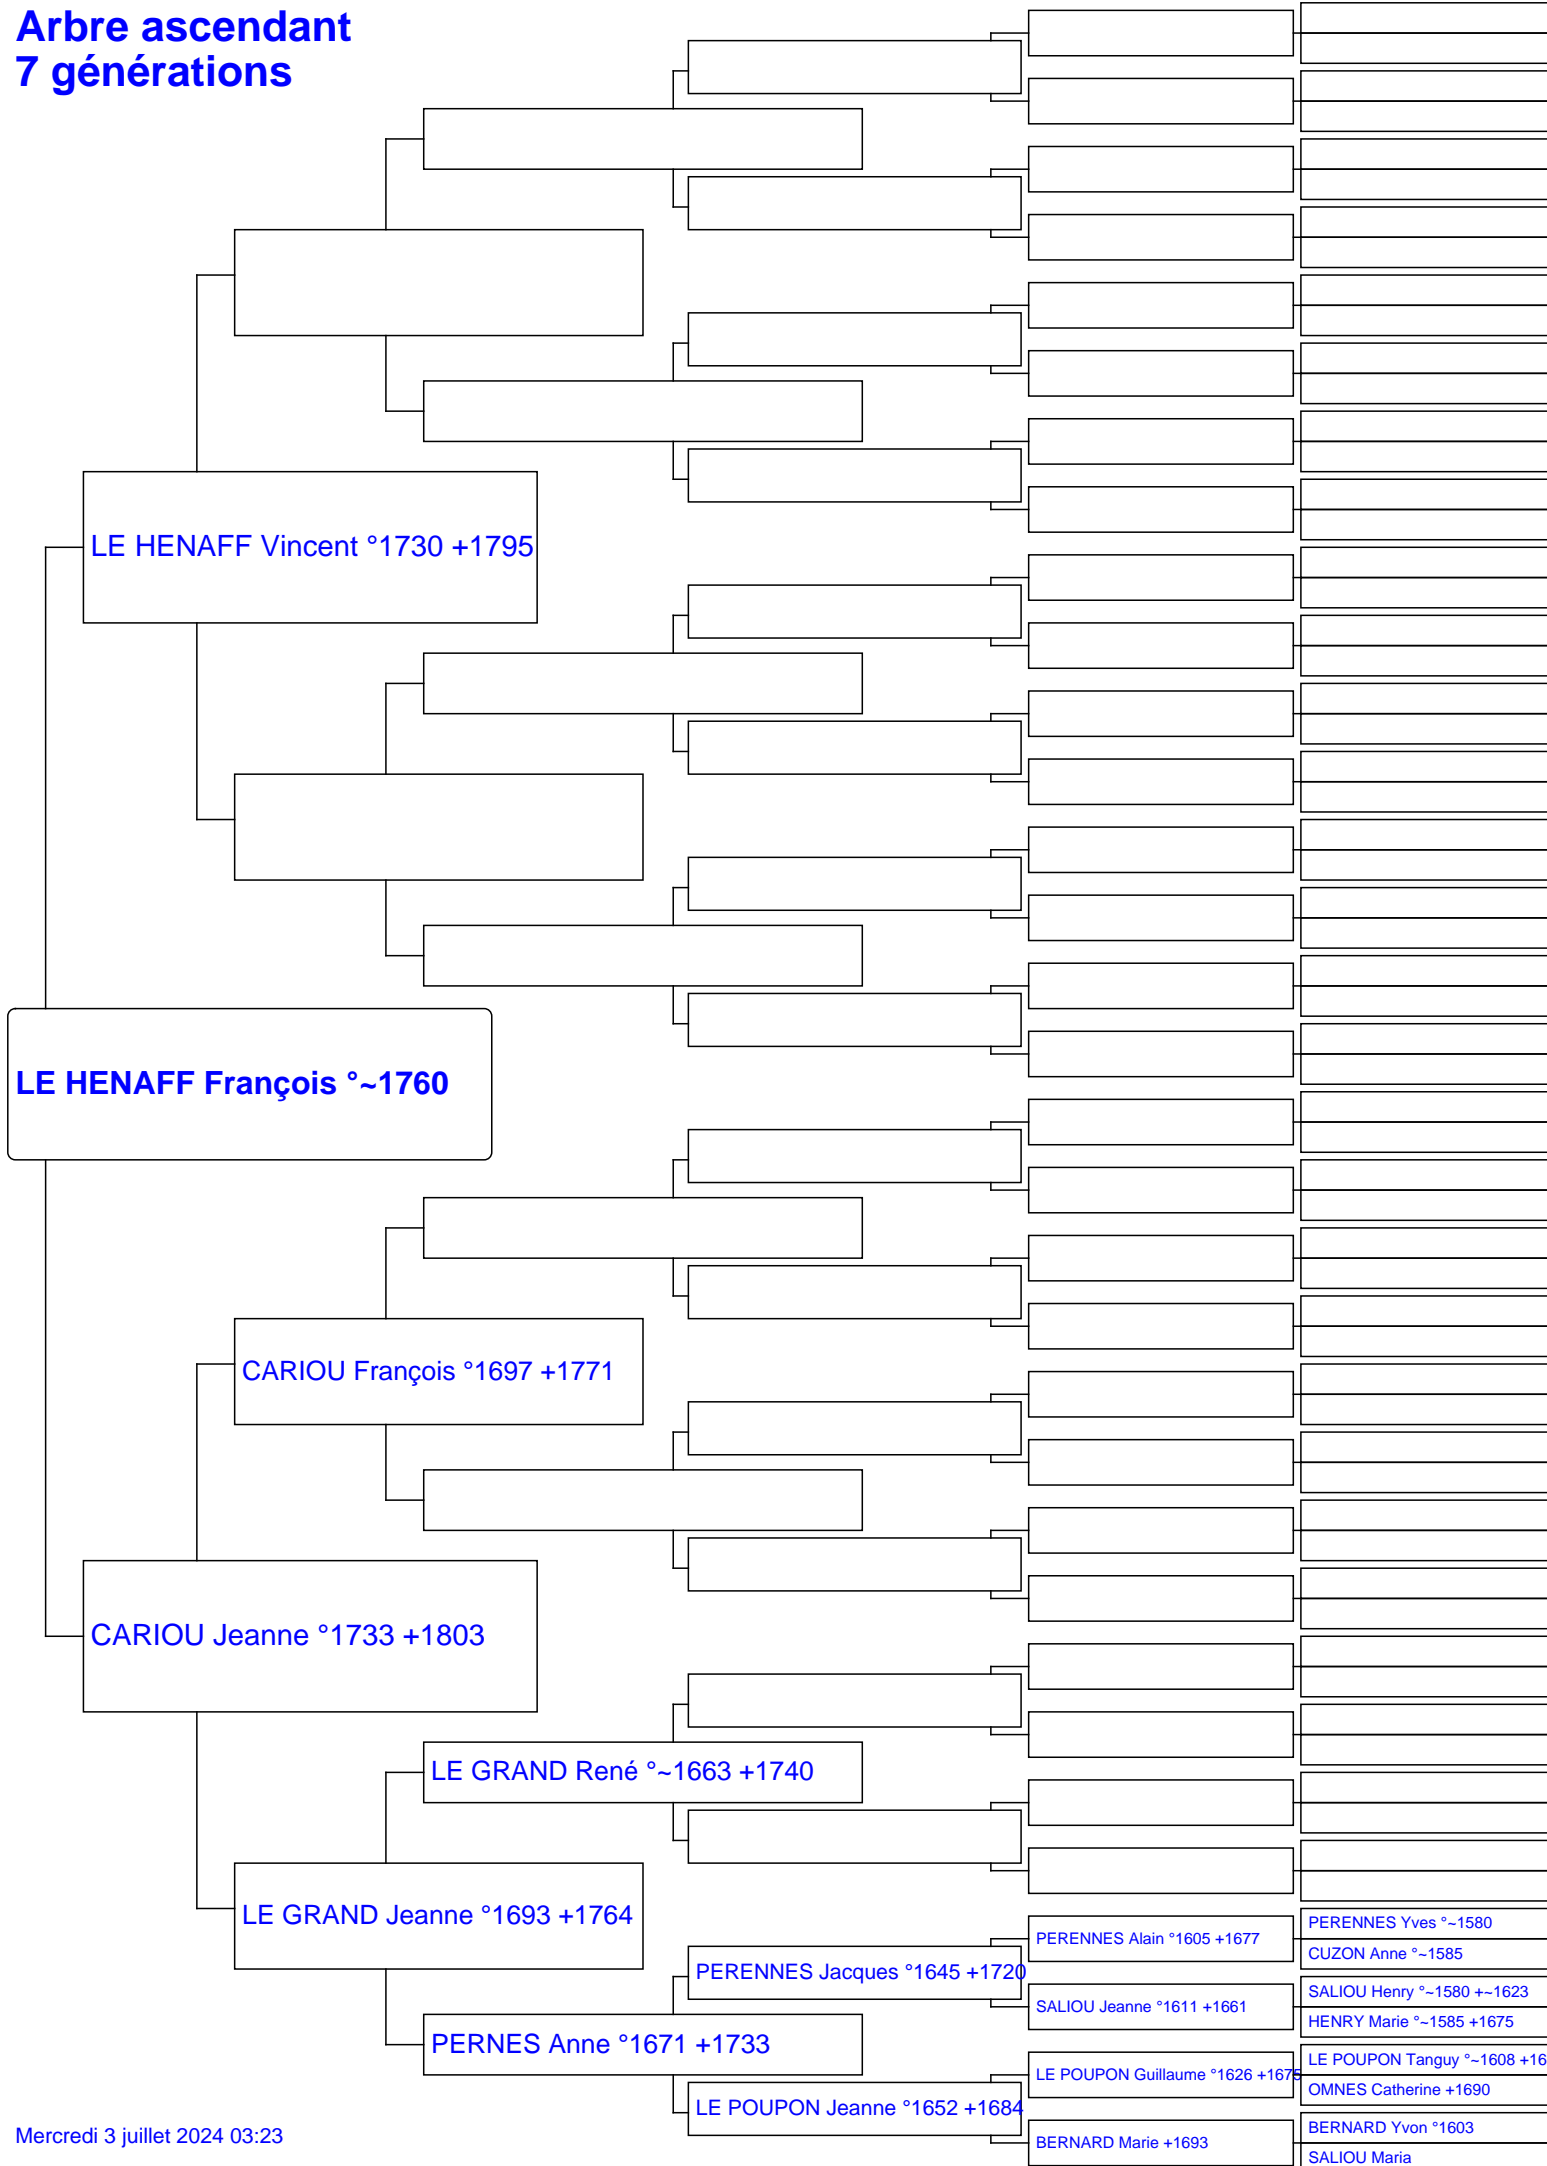 Arbre ascendant
7 générations
LE HENAFF Vincent °1730 +1795
LE HENAFF François °~1760
CARIOU François °1697 +1771
CARIOU Jeanne °1733 +1803
LE GRAND René °~1663 +1740
LE GRAND Jeanne °1693 +1764
PERENNES Yves °~1580
PERENNES Alain °1605 +1677
CUZON Anne °~1585
PERENNES Jacques °1645 +1720
SALIOU Henry °~1580 +~1623
SALIOU Jeanne °1611 +1661
HENRY Marie °~1585 +1675
PERNES Anne °1671 +1733
LE POUPON Tanguy °~1608 +16
LE POUPON Guillaume °1626 +1675
OMNES Catherine +1690
LE POUPON Jeanne °1652 +1684
BERNARD Yvon °1603
BERNARD Marie +1693
SALIOU Maria
Mercredi 3 juillet 2024 03:23